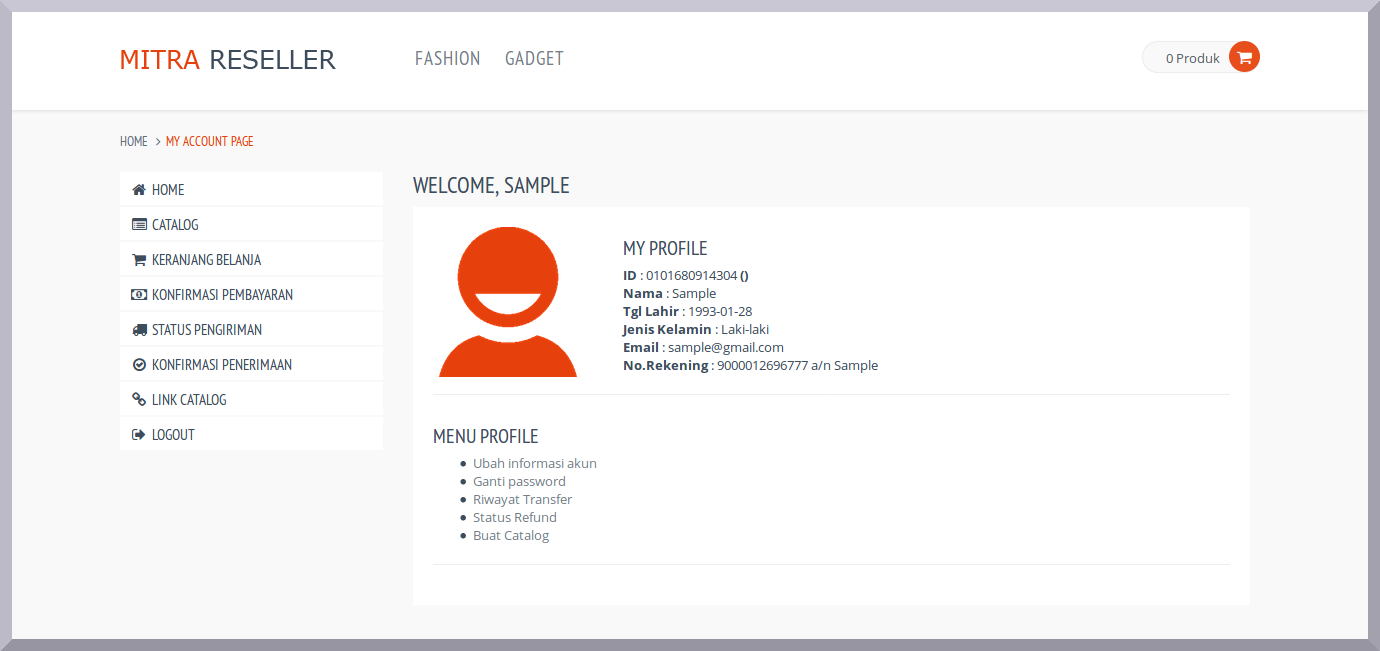 MITRA RESELLER
FASHION GADGET
0 Produk
HOME > MY ACCOUNT PAGE
HOME
CATALOG
KERANJANG BELANJA
KONFIRMASI PEMBAYARAN
STATUS PENGIRIMAN
KONFIRMASI PENERIMAAN
LINK CATALOG
LOGOUT
WELCOME, SAMPLE
MY PROFILE
ID : 0101680914304 ()
Nama : Sample
Tgl Lahir : 1993-01-28
Jenis Kelamin : Laki-laki
Email : sample@gmail.com
No.Rekening : 9000012696777 a/n Sample
MENU PROFILE
Ubah informasi akun
Ganti password
Riwayat Transfer
Status Refund
Buat Catalog